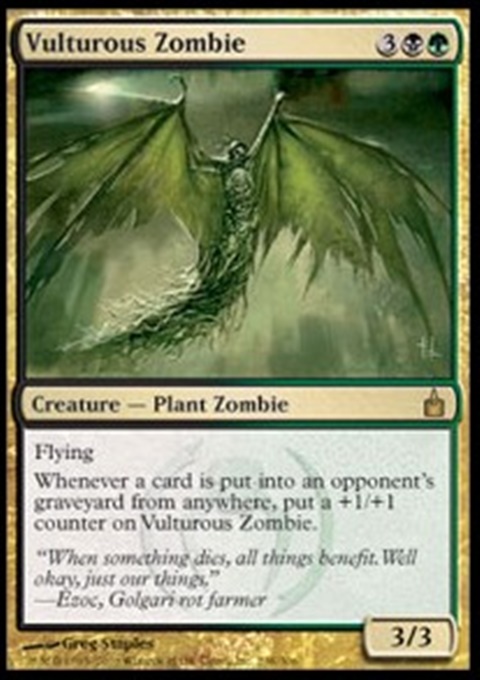 Vulturous Zombie 3
Creature — Plant Zombie
Flying
Whenever a card is put into an opponent's
graveyard from anywhere, put a +1/+1
counter on Vulturous Zombie.
"When something dies, all things benefit. Well
okay, just our things."
—Ezoc, Golgari rot farmer
Greg Staples
3/3